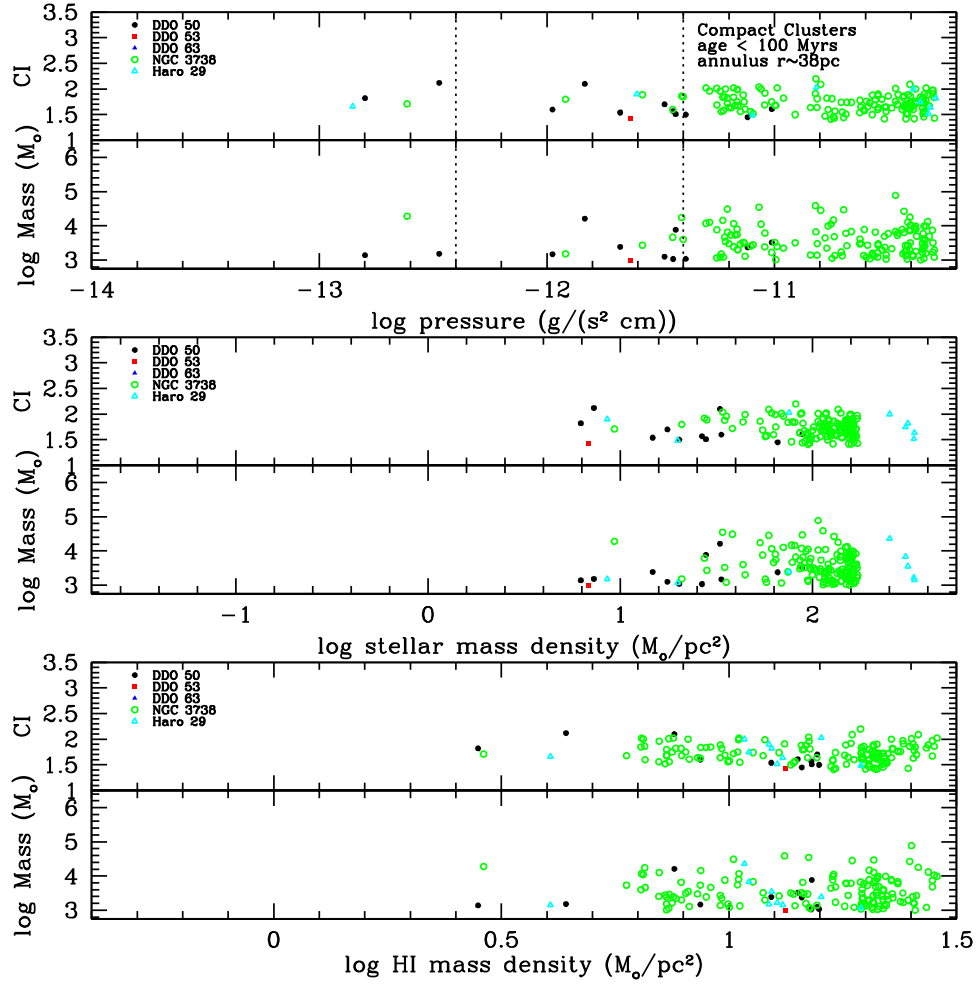 3.5
3
2.5
2
1.5
1
CI
DDO 50
DDO 53
DDO 63
NGC 3738
Haro 29
Compact Clusters
age < 100 Myrs
annulus r~38pc
6
5
4
3
log Mass (M_o)
-14
-13
-12
-11
log pressure (g/(s² cm))
3.5
3
2.5
2
1.5
1
CI
DDO 50
DDO 53
DDO 63
NGC 3738
Haro 29
6
5
4
3
log Mass (M_o)
-1
0
1
2
log stellar mass density (M_o/pc²)
3.5
3
2.5
2
1.5
1
CI
DDO 50
DDO 53
DDO 63
NGC 3738
Haro 29
6
5
4
3
log Mass (M_o)
0
0.5
1
1.5
log HI mass density (M_o/pc²)